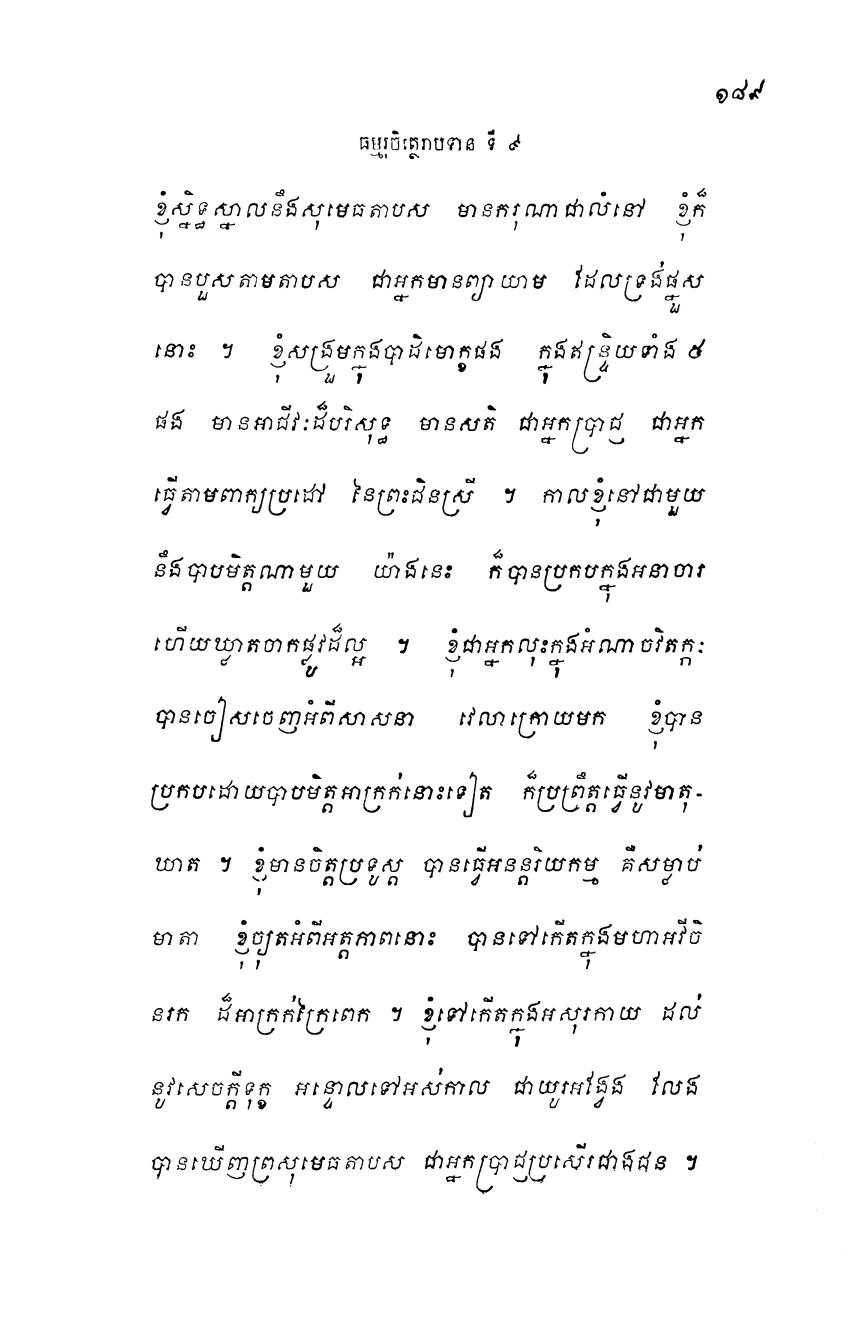 ១៨៩
ធម្មរុចិត្ថេរាបទាន ទី ៩
ខ្ញុំស្និទ្ធស្នាលនឹងសុមេធតាបស មានករុណាជាលំនៅ ខ្ញុំក៏
បានបួសតាមតាបស ជាអ្នកមានព្យាយាម ដែលទ្រង់ផ្នួស
នោះ ។ ខ្ញុំសង្រួមក្នុងបាដិមោក្ខផង ក្នុងឥន្ទ្រិយទាំង ៥
ផង មានអាជីវៈដ៏បរិសុទ្ធ មានសតិ ជាអ្នកប្រាជ្ញ ជាអ្នក
ធ្វើតាមពាក្យប្រដៅ នៃព្រះជិនស្រី ។ កាលខ្ញុំនៅជាមួយ
នឹងបាបមិត្តណាមួយ យ៉ាងនេះ ក៏បានប្រកបក្នុងអនាចារ
ហើយឃ្លាតចាកផ្លូវដ៏ល្អ ។ ខ្ញុំជាអ្នកលុះក្នុងអំណាចវិតក្កៈ
បានចៀសចេញអំពីសាសនា វេលាក្រោយមក ខ្ញុំបាន
ប្រកបដោយបាបមិត្តអាក្រក់នោះទៀត ក៏ប្រព្រឹត្តធ្វើនូវមាតុ-
ឃាត ។ ខ្ញុំមានចិត្តប្រទូស្ត បានធ្វើអនន្តរិយកម្ម គឺសម្លាប់
មាតា ខ្ញុំច្យុតអំពីអត្តភាពនោះ បានទៅកើតក្នុងមហាអវីចិ
នរក ដ៏អាក្រក់ក្រៃពេក ។ ខ្ញុំទៅកើតក្នុងអសុរកាយ ដល់
នូវសេចក្តីទុក្ខ អន្ទោលទៅអស់កាល ជាយូរអង្វែង លែង
បានឃើញព្រសុមេធតាបស ជាអ្នកប្រាជ្ញប្រសើរជាងជន ។